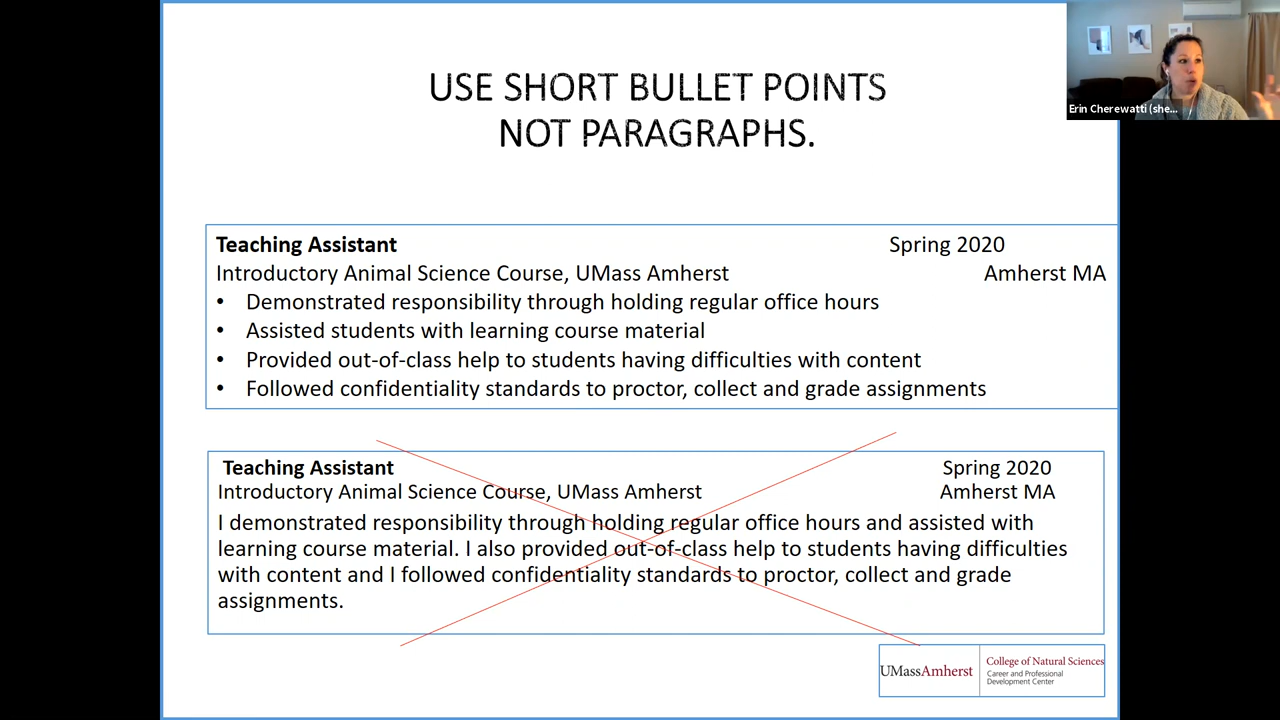 USE SHORT BULLET POINTS
NOT PARAGRAPHS.
Erin Cherewatti (she...
Teaching Assistant Spring 2020
Introductory Animal Science Course, UMass Amherst Amherst MA
• Demonstrated responsibility through holding regular office hours
• Assisted students with learning course material
• Provided out-of-class help to students having difficulties with content
• Followed confidentiality standards to proctor, collect and grade assignments
Teaching Assistant Spring 2020
Introductory Animal Science Course, UMass Amherst Amherst MA
I demonstrated responsibility through holding regular office hours and assisted with
learning course material. I also provided out-of-class help to students having difficulties
with content and I followed confidentiality standards to proctor, collect and grade
assignments.
UMassAmherst
College of Natural Sciences
Career and Professional
Development Center